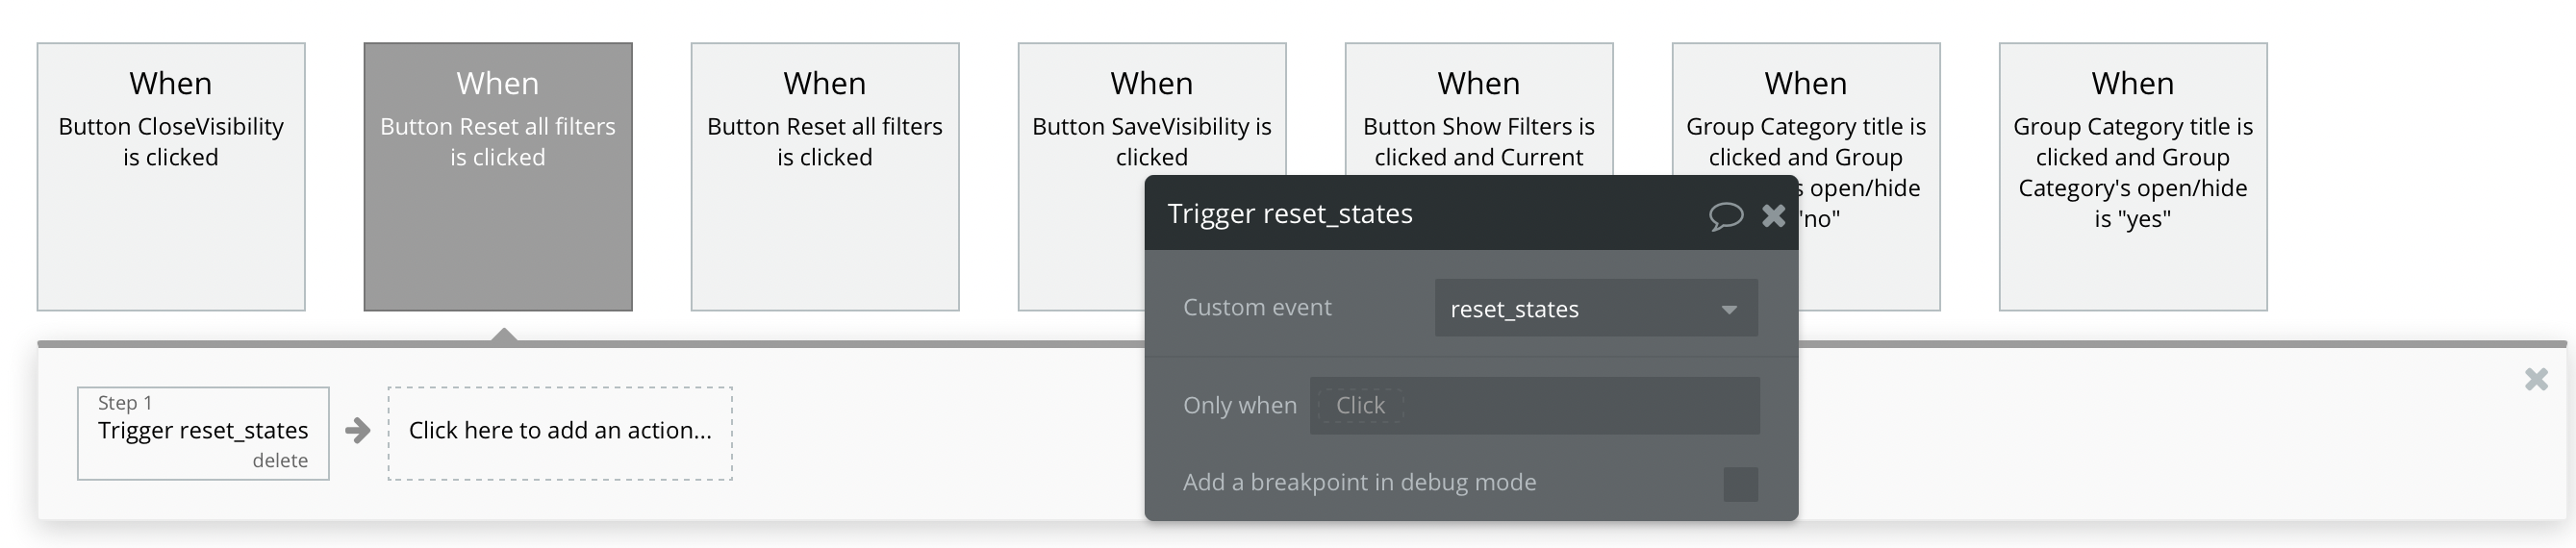 When
Button CloseVisibility
is clicked
When
Button Reset all filters
is clicked
When
Button Reset all filters
is clicked
When
Button SaveVisibility is
clicked
When
Button Show Filters is
clicked and Current
When
Group Category title is
clicked and Group
s open/hide
"no"
When
Group Category title is
clicked and Group
Category's open/hide
is "yes"
Trigger reset_states
Custom event
reset_states
Only when
Click
Add a breakpoint in debug mode
Step 1
Trigger reset_states
delete
Click here to add an action...